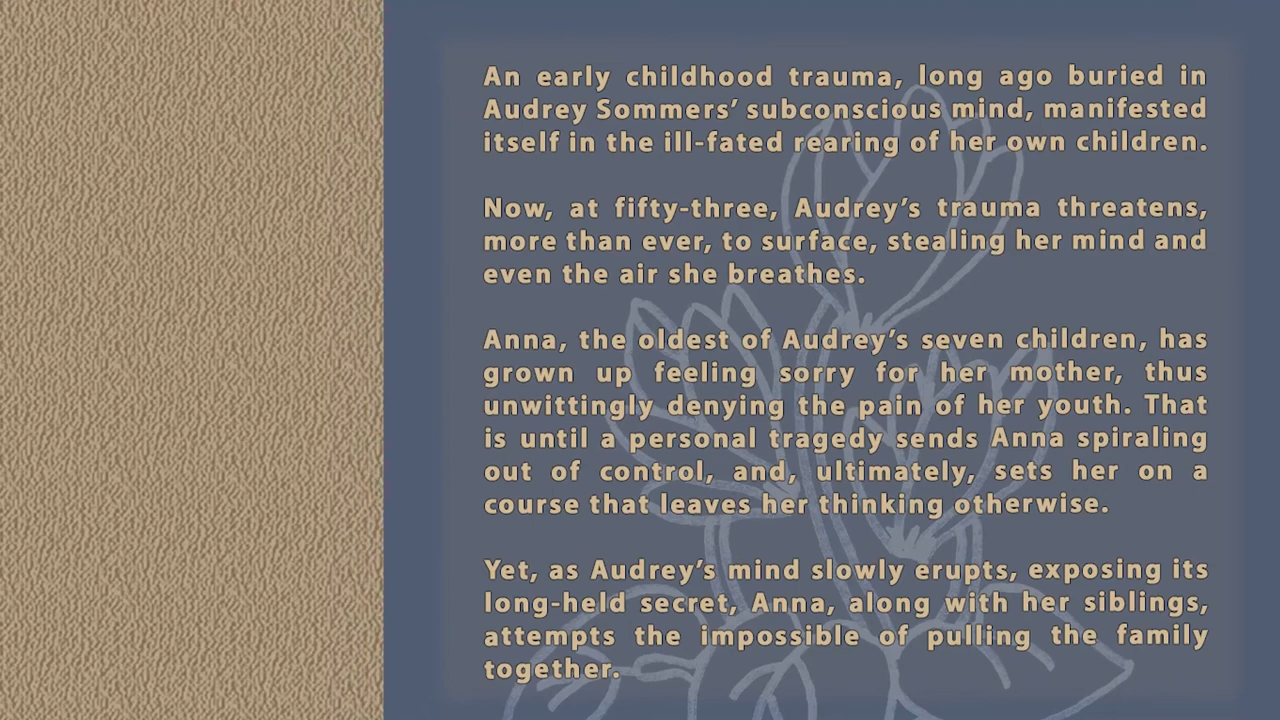 An early childhood trauma, long ago buried in
Audrey Sommers’ subconscious mind, manifested
itself in the ill-fated rearing of her own children.
Now, at fifty-three, Audrey’s trauma threatens,
more than ever, to surface, stealing her mind and
even the air she breathes.
Anna, the oldest of Audrey’s seven children, has
grown up feeling sorry for her mother, thus
unwittingly denying the pain of her youth. That
is until a personal tragedy sends Anna spiraling
out of control, and, ultimately, sets her on a
course that leaves her thinking otherwise.
Yet, as Audrey’s mind slowly erupts, exposing its
long-held secret, Anna, along with her siblings,
attempts the impossible of pulling the family
together.